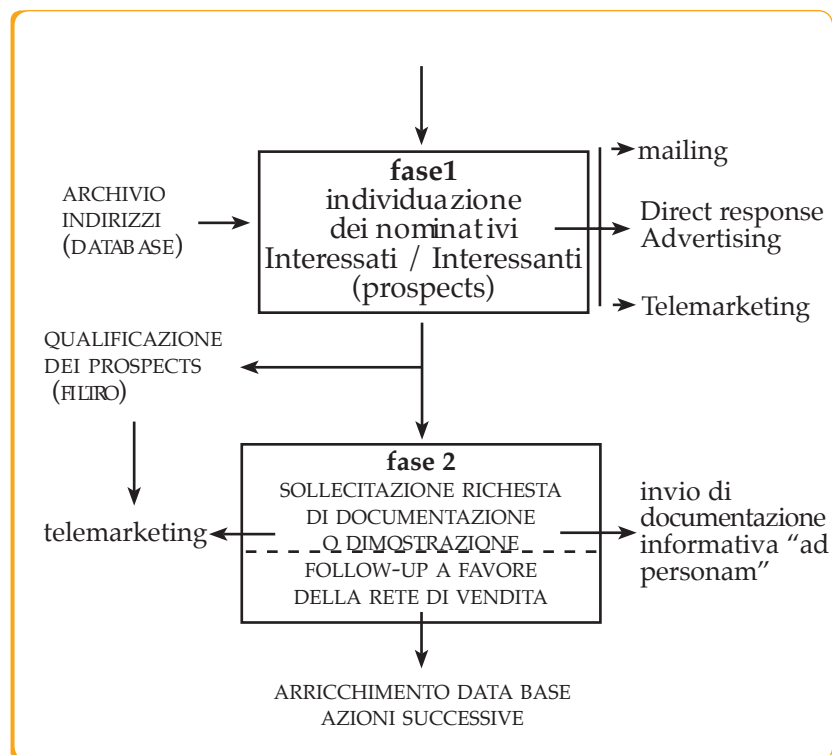 fase1
individuazione
dei nominativi
Interessati / Interessanti
(prospects)
ARCHIVIO
INDIRIZZI
(DATABASE)
mailing
Direct response
Advertising
Telemarketing
QUALIFICAZIONE
DEI PROSPECTS
(FILTRO)
telemarketing
fase 2
SOLLECITAZIONE RICHESTA
DI DOCUMENTAZIONE
O DIMOSTRAZIONE
FOLLOW-UP A FAVORE
DELLA RETE DI VENDITA
invio di
documentazione
informativa “ad
personam”
ARRICCHIMENTO DATA BASE
AZIONI SUCCESSIVE